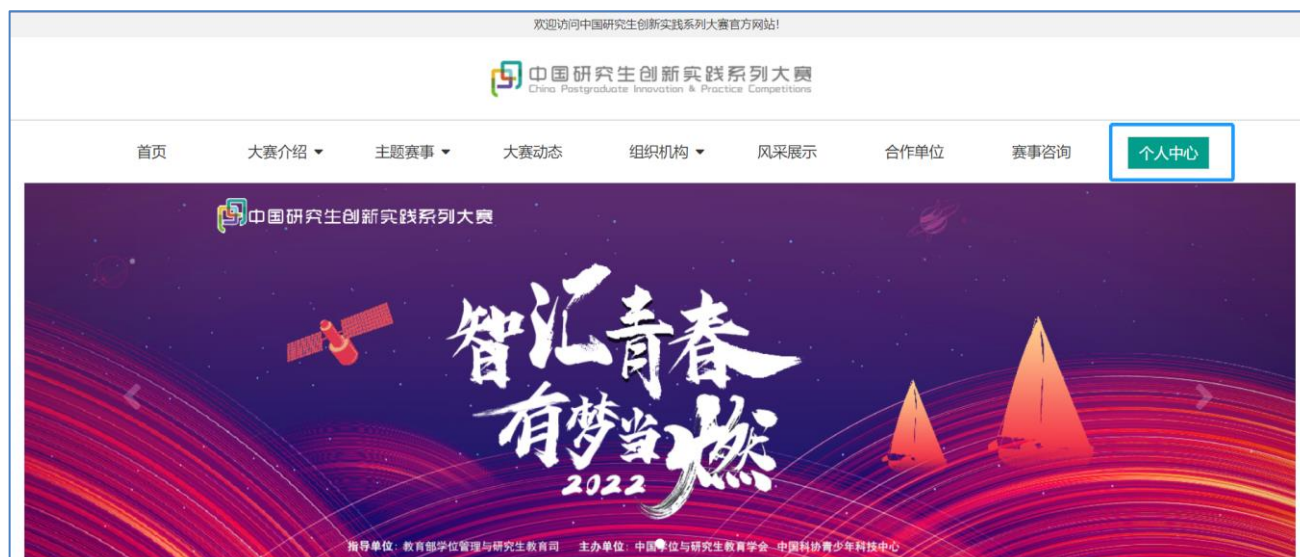 欢迎访问中国研究生创新实践系列大赛官方网站!
中国研究生创新实践系列大赛
China Postgraduate Innovation & Practice Competitions
首页 大赛介绍 主题赛事 大赛动态 组织机构 风采展示 合作单位 赛事咨询 个人中心
中国研究生创新实践系列大赛
智汇青春
有梦当燃
2022
指导单位：教育部学位管理与研究生教育司 主办单位：中国学位与研究生教育学会 中国科协青少年科技中心